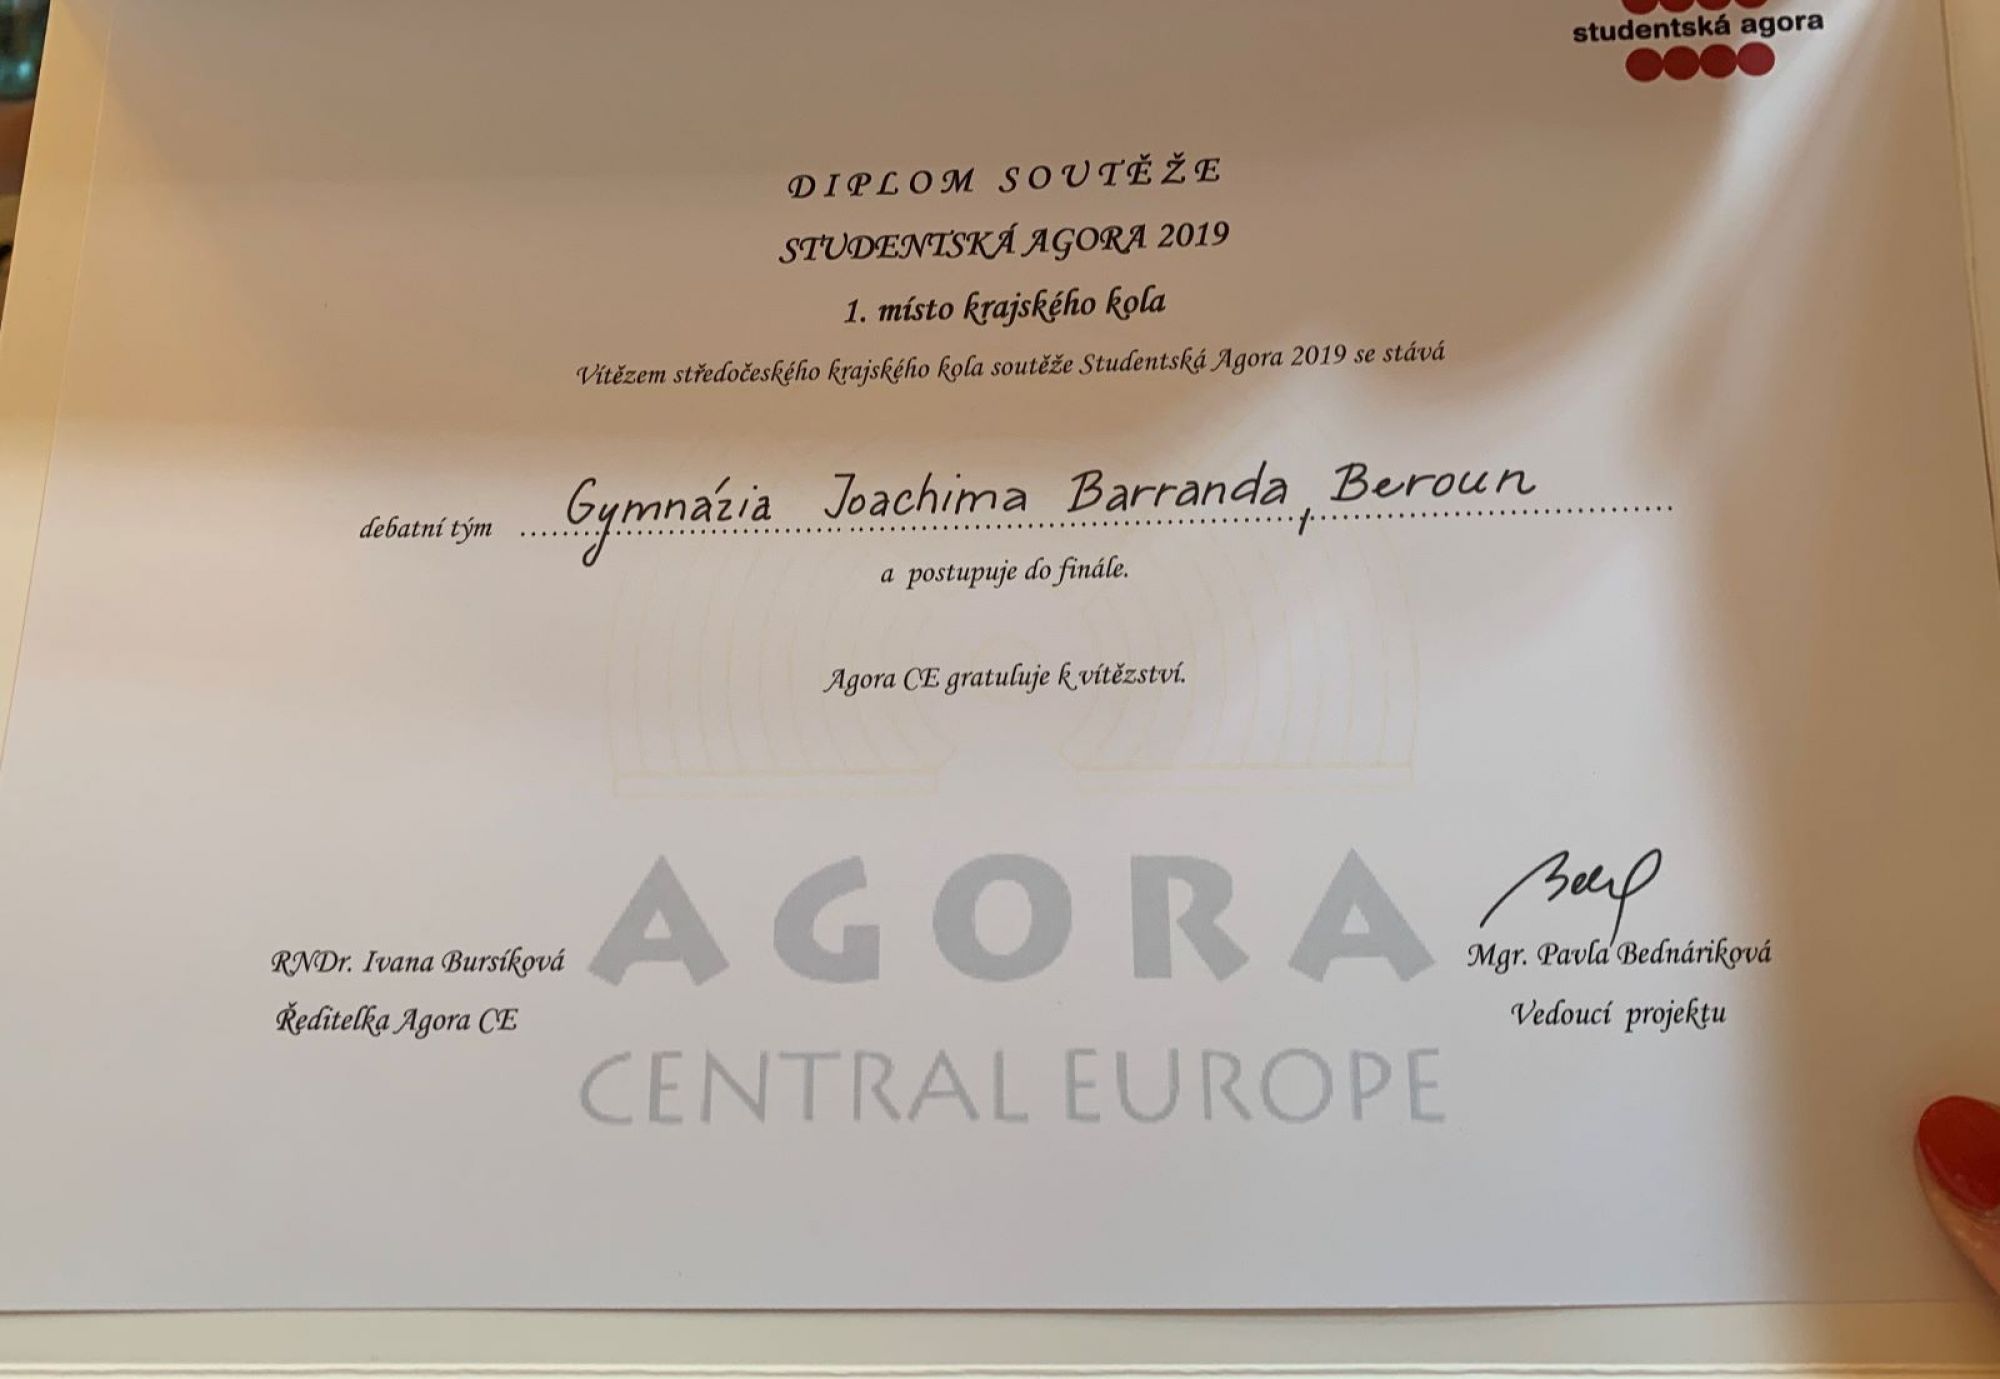 studentská agora
DIPLOM SOUTĚŽE
STUDENTSKÁ AGORA 2019
1. místo krajského kola
Vítězem středočeského krajského kola soutěže Studentská Agora 2019 se stává
debatní tým Gymnázia Joachima Barranda, Beroun
a postupuje do finále.
Agora CE gratuluje k vítězství.
AGORA
RNDr. Ivana Bursíková
Mgr. Pavla Bednáriková
Ředitelka Agora CE
Vedoucí projektu
CENTRAL EUROPE